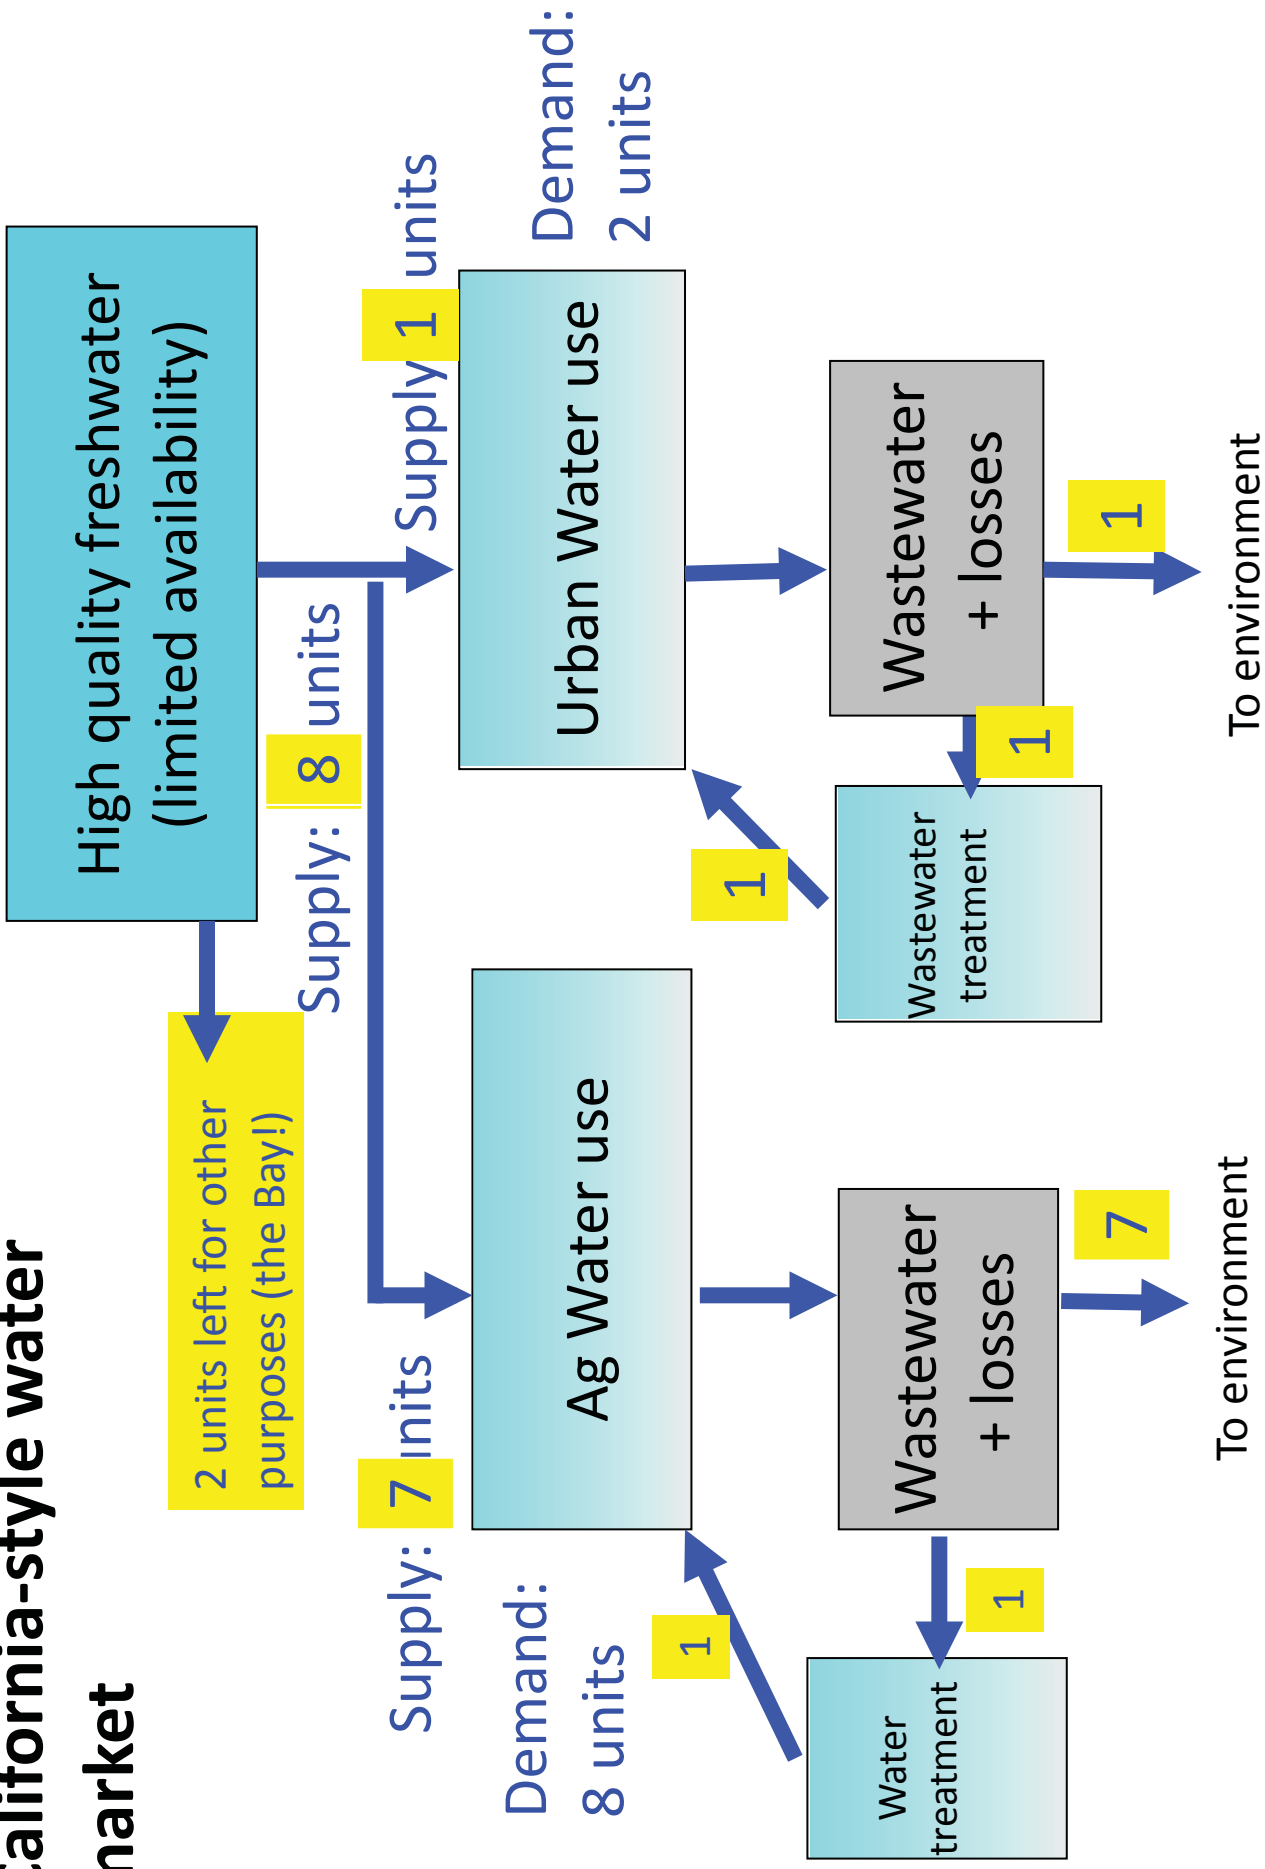 California-style water
market
High quality freshwater
(limited availability)
2 units left for other
purposes (the Bay!)
Supply: 8 units
Supply 1 units
Supply: 7 nits
Demand:
8 units
Ag Water use
Urban Water use
Demand:
2 units
1
1
Water
treatment
1
Wastewater
+ losses
7
To environment
Wastewater
treatment
1
Wastewater
+ losses
1
To environment